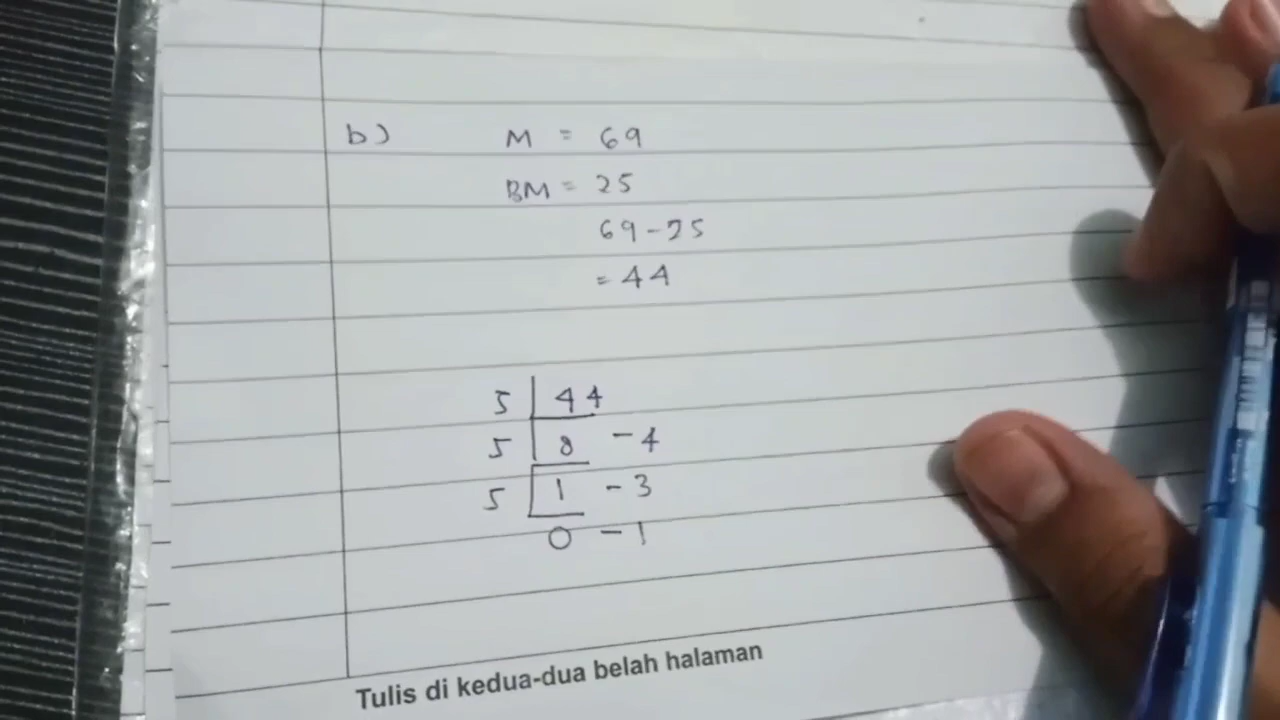 b) M = 69
BM = 25
69-25
= 44
5 | 44
5 | 8 - 4
5 | 1 - 3
0 - 1
Tulis di kedua-dua belah halaman